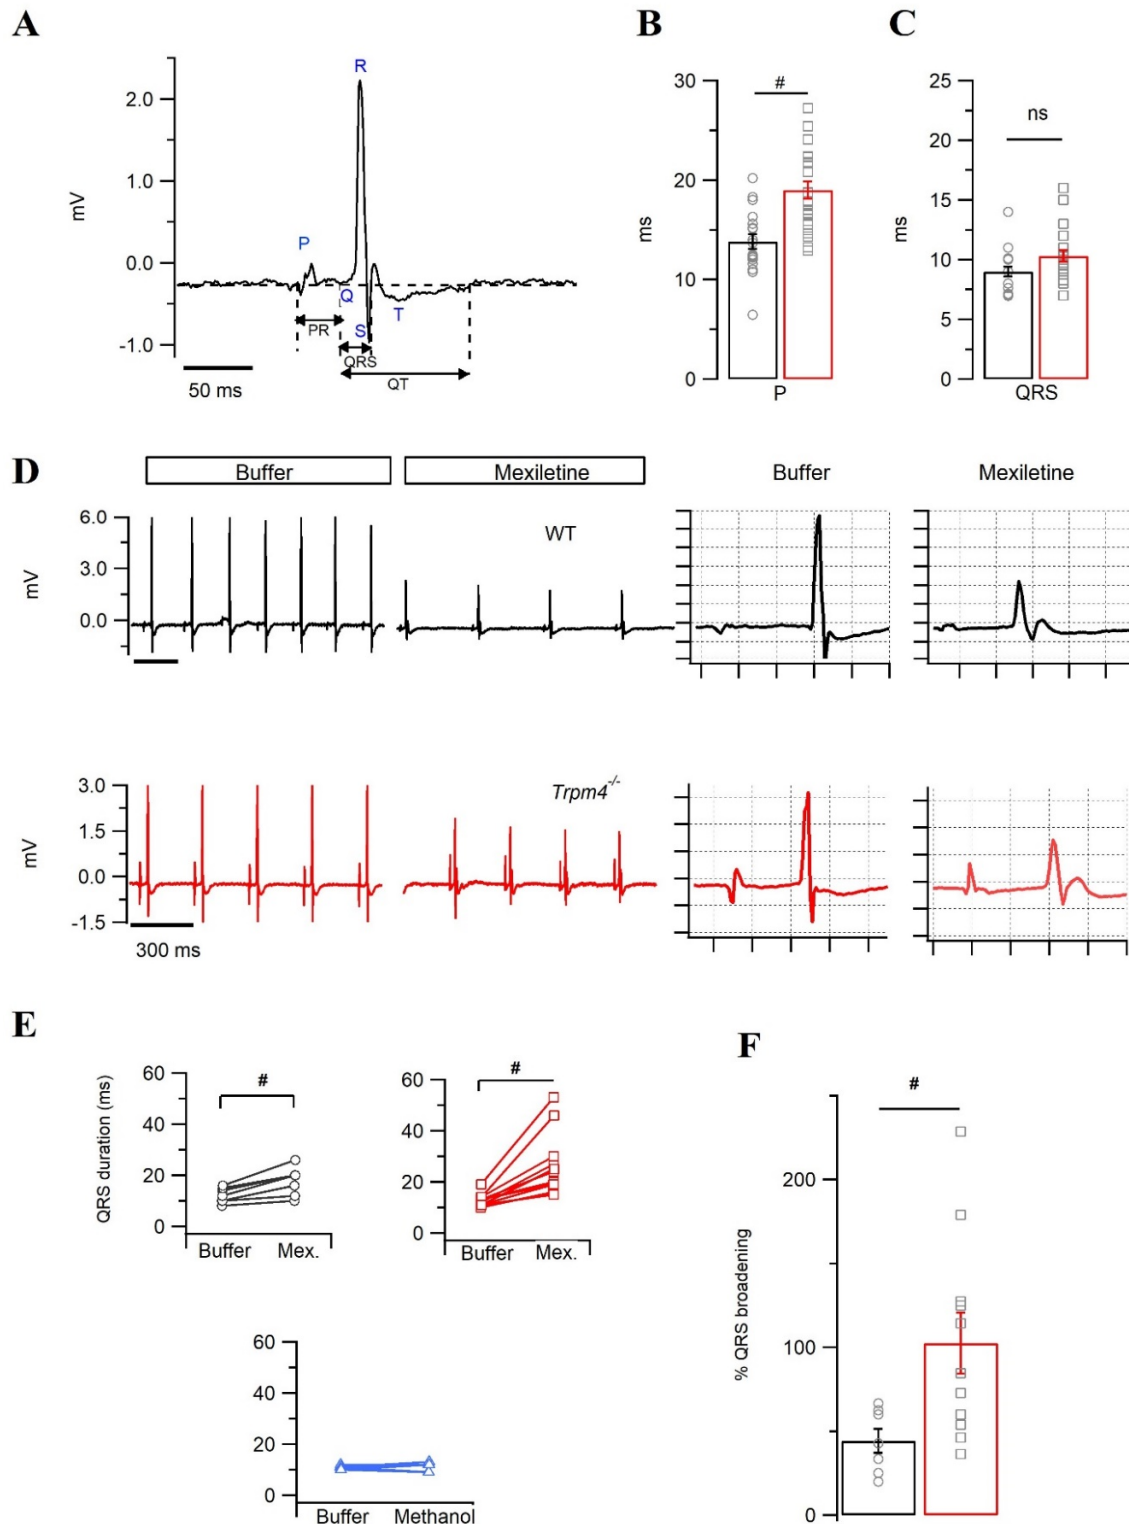 A
B
C
R
2.0
1.0
0.0
-1.0
mV
P
Q
S
T
PR
QRS
QT
50 ms
30
20
10
0
ms
#
P
25
20
15
10
5
0
ms
ns
QRS
D
Buffer
Mexiletine
Buffer
Mexiletine
6.0
3.0
0.0
mV
WT
3.0
1.5
0.0
-1.5
mV
Trpm4-/-
300 ms
E
F
60
40
20
0
QRS duration (ms)
#
Buffer Mex.
60
40
20
0
#
Buffer Mex.
60
40
20
0
Buffer Methanol
#
200
100
0
% QRS broadening